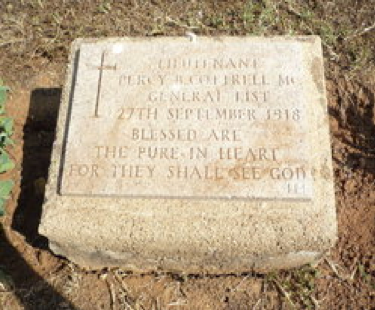 LIEUTENANT
PERCY B. COTTRELL MC
GENERAL LIST
27TH SEPTEMBER 1918
BLESSED ARE
THE PURE IN HEART
FOR THEY SHALL SEE GOD